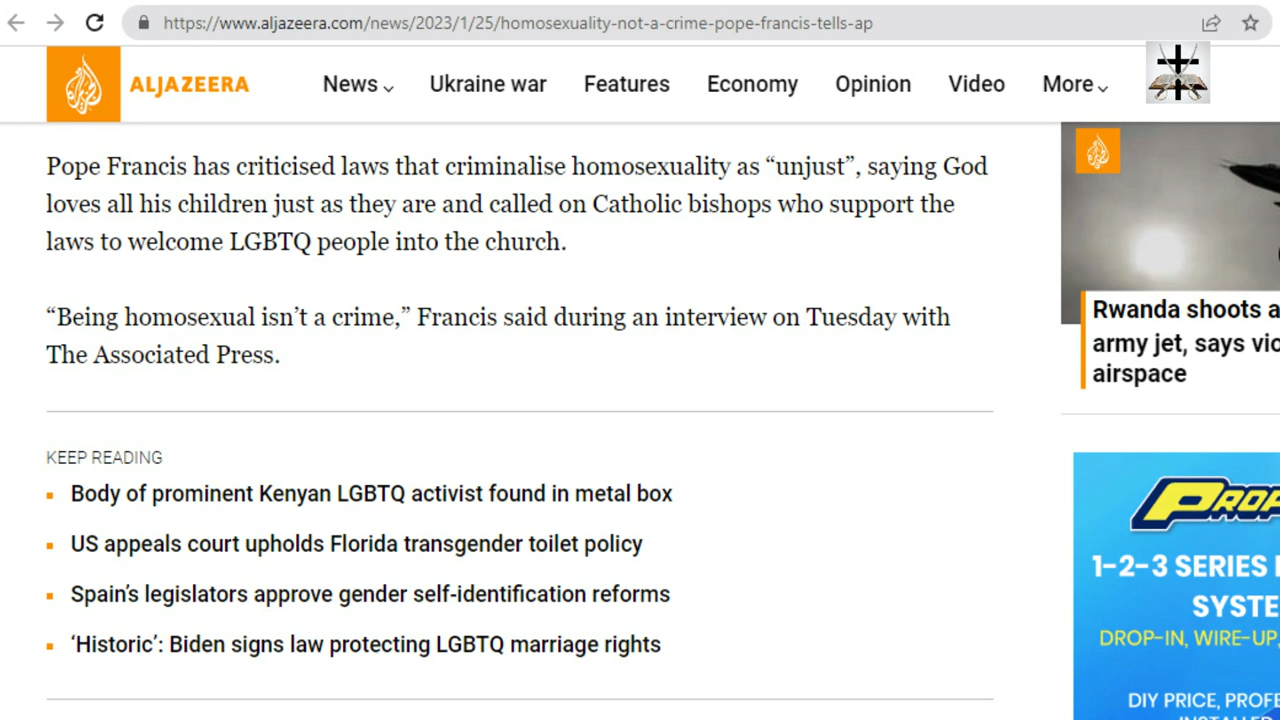 https://www.aljazeera.com/news/2023/1/25/homosexuality-not-a-crime-pope-francis-tells-ap
ALJAZEERA
News
Ukraine war
Features
Economy
Opinion
Video
More
Pope Francis has criticised laws that criminalise homosexuality as “unjust”, saying God
loves all his children just as they are and called on Catholic bishops who support the
laws to welcome LGBTQ people into the church.
“Being homosexual isn’t a crime,” Francis said during an interview on Tuesday with
The Associated Press.
KEEP READING
Body of prominent Kenyan LGBTQ activist found in metal box
US appeals court upholds Florida transgender toilet policy
Spain’s legislators approve gender self-identification reforms
‘Historic’: Biden signs law protecting LGBTQ marriage rights
Rwanda shoots a
army jet, says vio
airspace
PROP
1-2-3 SERIES
SYSTE
DROP-IN, WIRE-UP,
DIY PRICE, PROFE